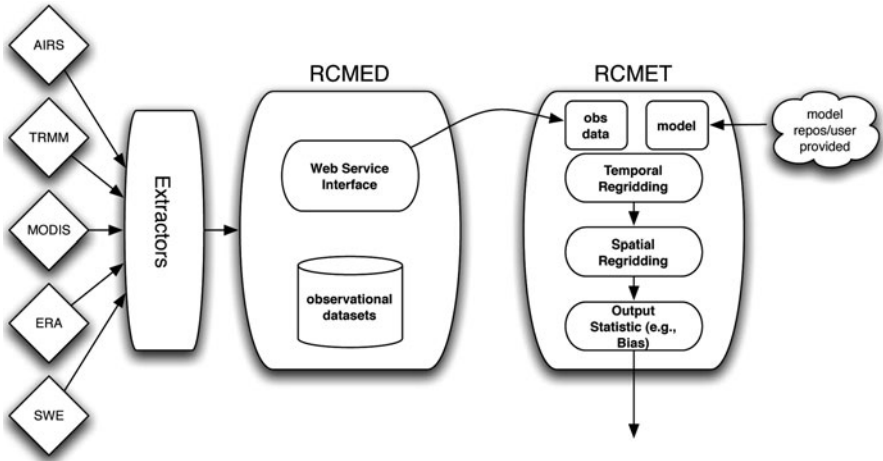 AIRS
TRMM
MODIS
ERA
SWE
Extractors
RCMED
Web Service
Interface
observational
datasets
RCMET
obs
data
model
Temporal
Regridding
Spatial
Regridding
Output
Statistic (e.g.,
Bias)
model
repos/user
provided